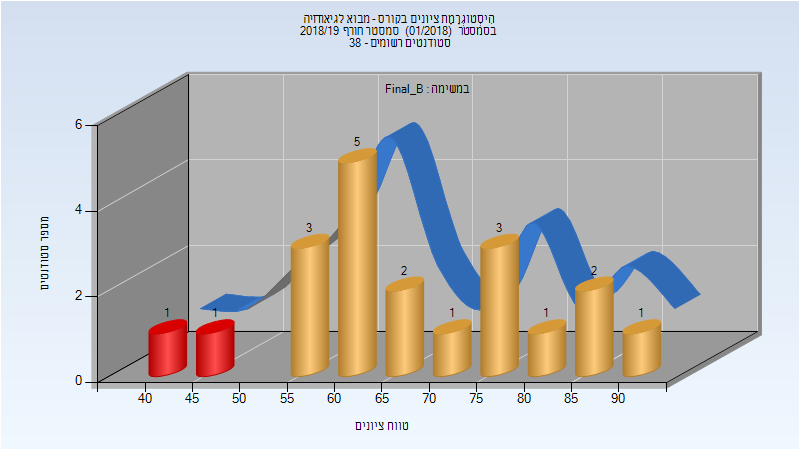 היסטוגרמת ציונים בקורס - מבוא לגיאודזיה
בסמסטר (01/2018) סמסטר חורף 2018/19
סטודנטים רשומים - 38
במשימה : Final_B
מספר סטודנטים
6
4
2
0
1
1
3
5
2
1
3
1
2
1
40 45 50 55 60 65 70 75 80 85 90
טווח ציונים